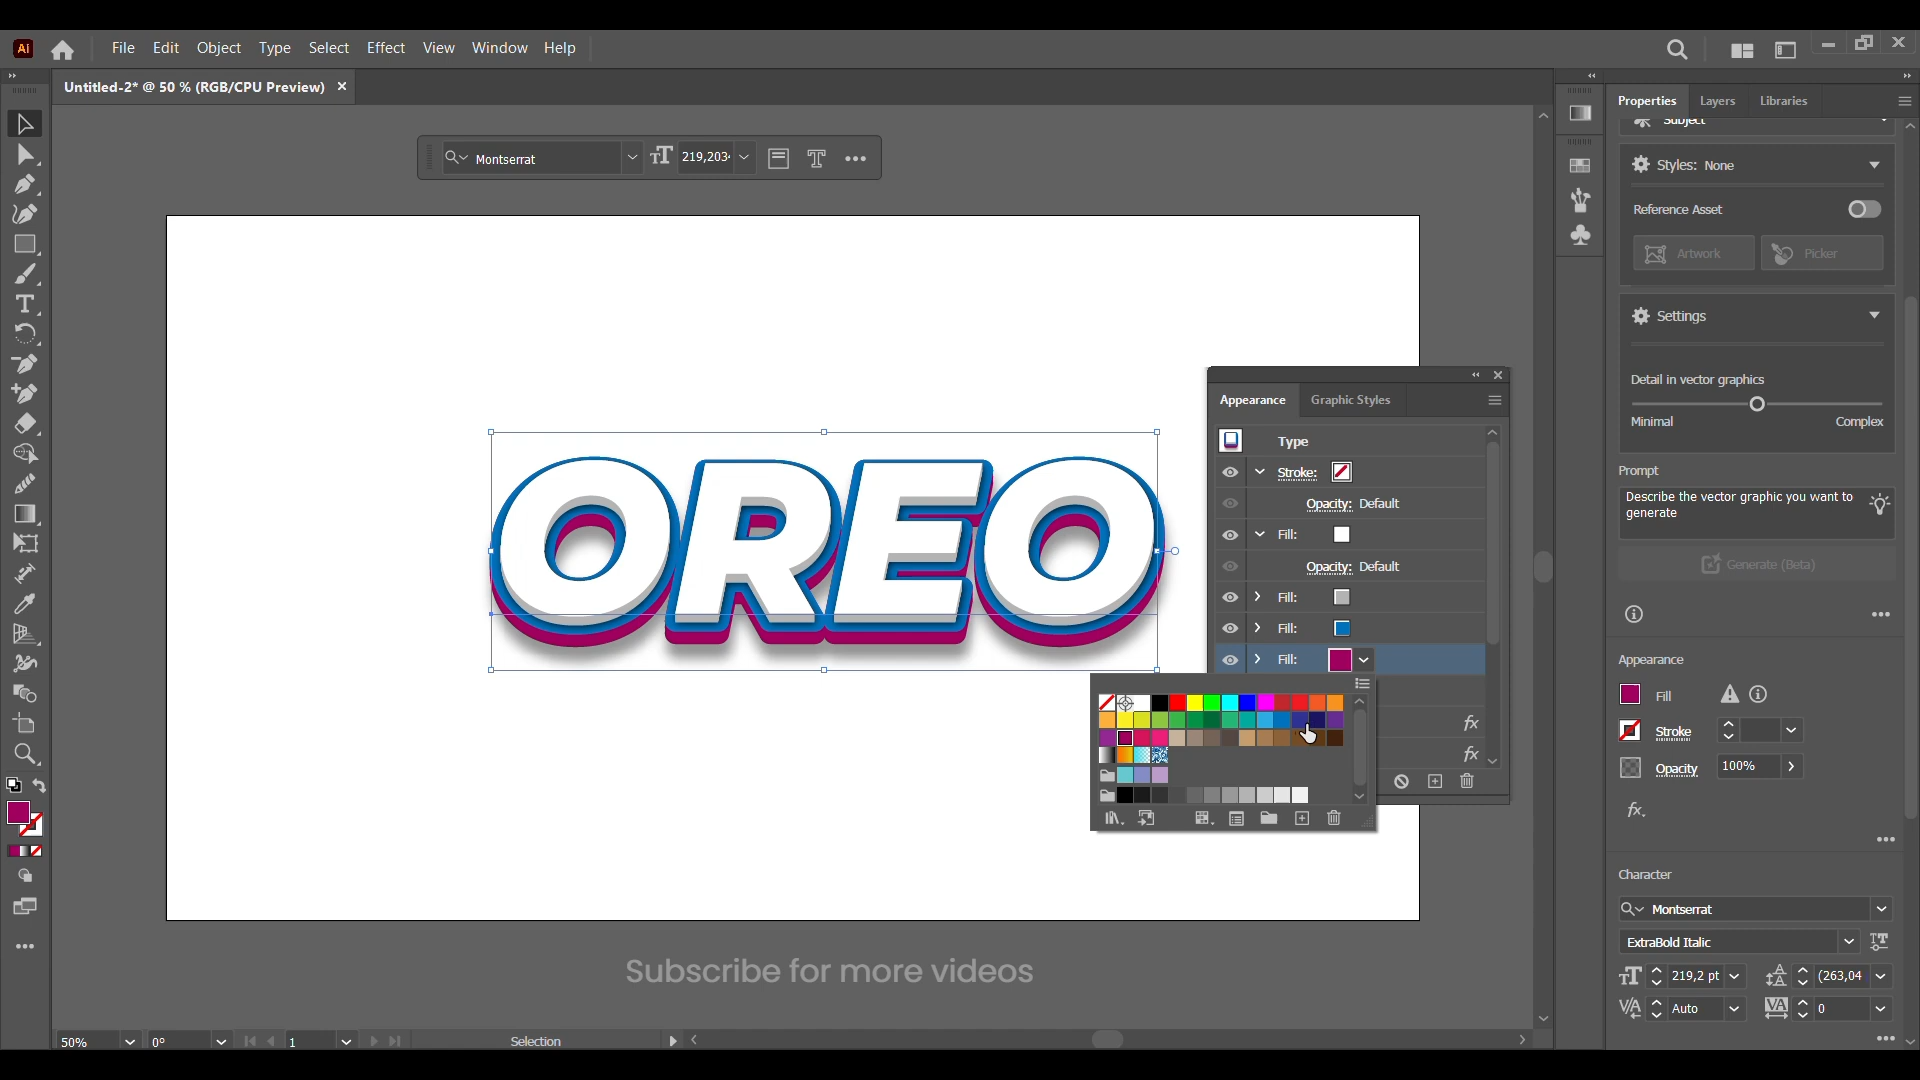 Ai File Edit Object Type Select Effect View Window Help
Untitled-2* @ 50 % (RGB/CPU Preview)
Properties Layers Libraries
Subject
Montserrat 219,203
Styles: None
Reference Asset
Artwork Picker
Settings
Detail in vector graphics
Minimal Complex
Prompt
Describe the vector graphic you want to
generate
Generate (Beta)
OREO
Appearance Graphic Styles
Type
Stroke:
Opacity: Default
Fill:
Opacity: Default
Fill:
Fill:
Fill:
fx
fx
Appearance
Fill
Stroke
Opacity 100%
fx.
Character
Montserrat
ExtraBold Italic
219,2 pt (263,04
Auto 0
Subscribe for more videos
50% 0° 1 Selection